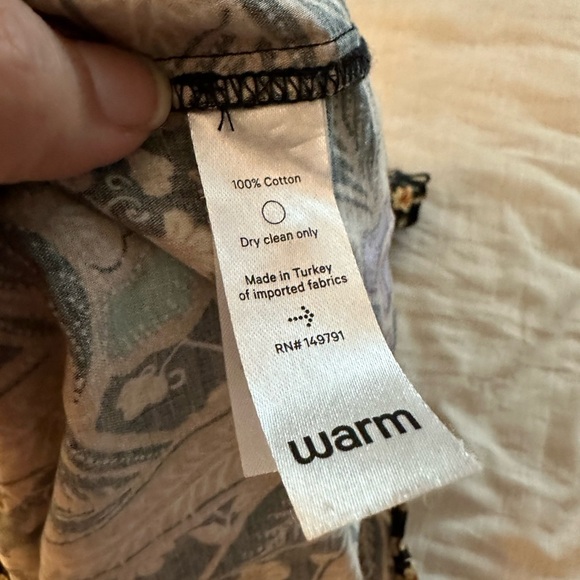 100% Cotton
Dry clean only
Made in Turkey
of imported fabrics
RN# 149791
warm